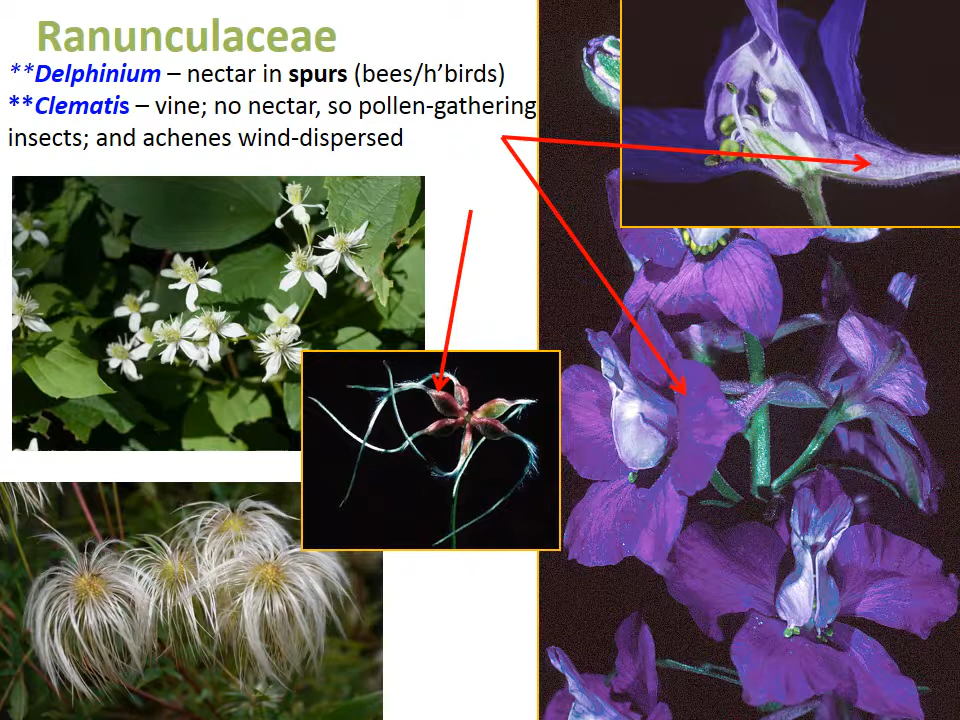 Ranunculaceae
**Delphinium – nectar in spurs (bees/h’birds)
**Clematis – vine; no nectar, so pollen-gathering
insects; and achenes wind-dispersed